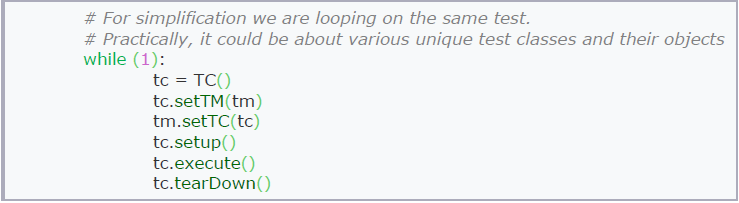 # For simplification we are looping on the same test.
# Practically, it could be about various unique test classes and their objects
while (1):
tc = TC()
tc.setTM(tm)
tm.setTC(tc)
tc.setup()
tc.execute()
tc.tearDown()